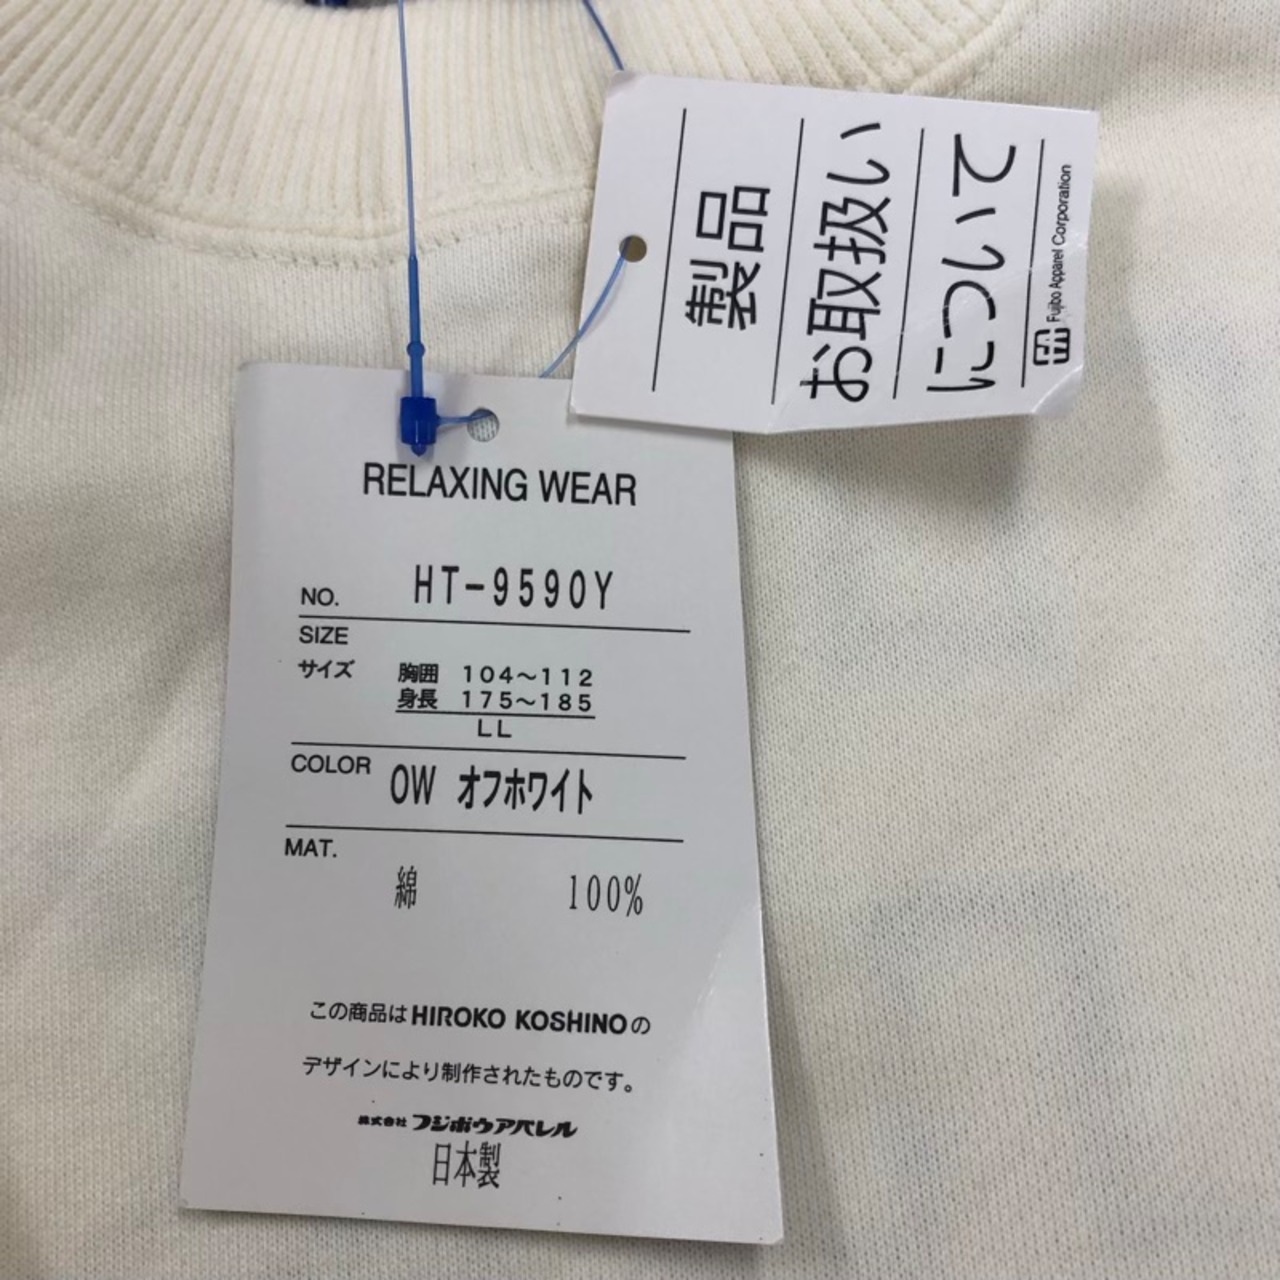 製品
お取扱い
について
FA Fujibo Apparel Corporation
RELAXING WEAR
NO. HT-9590Y
SIZE
サイズ 胸囲 104～112
身長 175～185
LL
COLOR OW オフホワイト
MAT.
綿 100%
この商品はHIROKO KOSHINOの
デザインにより制作されたものです。
株式会社 フジボウアパレル
日本製